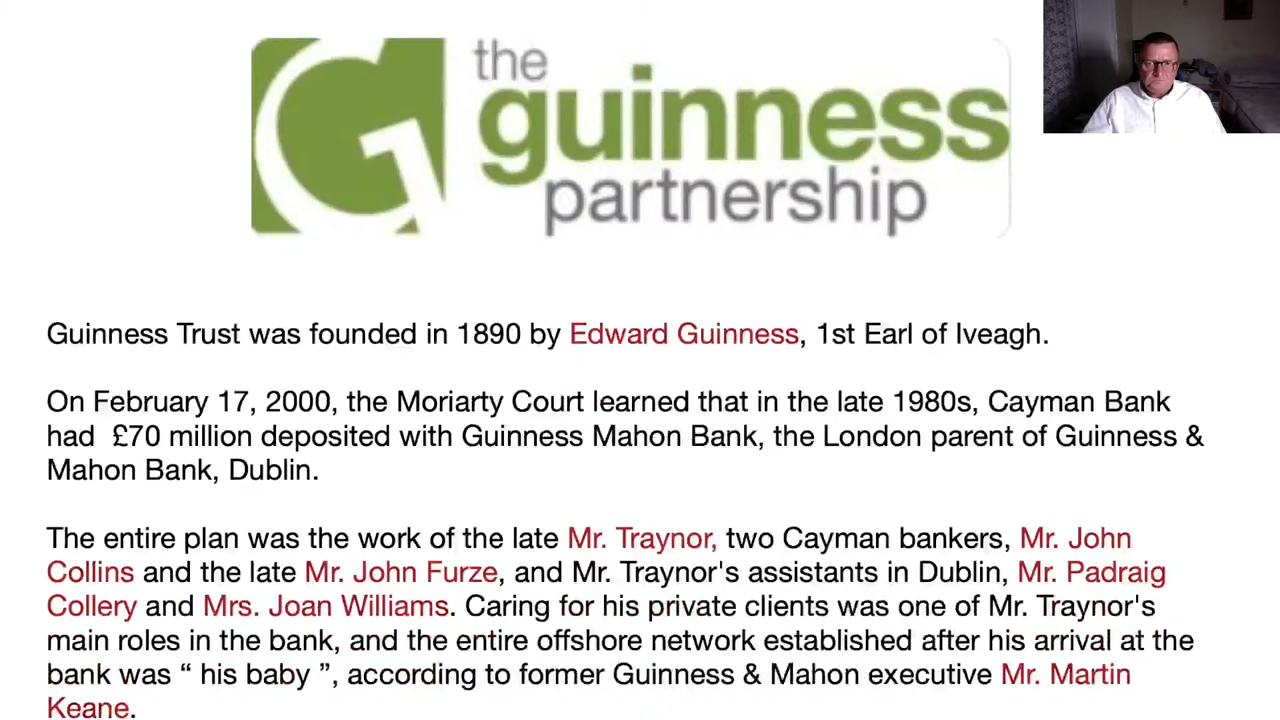 the
guinness
partnership
Guinness Trust was founded in 1890 by Edward Guinness, 1st Earl of Iveagh.
On February 17, 2000, the Moriarty Court learned that in the late 1980s, Cayman Bank
had £70 million deposited with Guinness Mahon Bank, the London parent of Guinness &
Mahon Bank, Dublin.
The entire plan was the work of the late Mr. Traynor, two Cayman bankers, Mr. John
Collins and the late Mr. John Furze, and Mr. Traynor's assistants in Dublin, Mr. Padraig
Collery and Mrs. Joan Williams. Caring for his private clients was one of Mr. Traynor's
main roles in the bank, and the entire offshore network established after his arrival at the
bank was “ his baby ”, according to former Guinness & Mahon executive Mr. Martin
Keane.